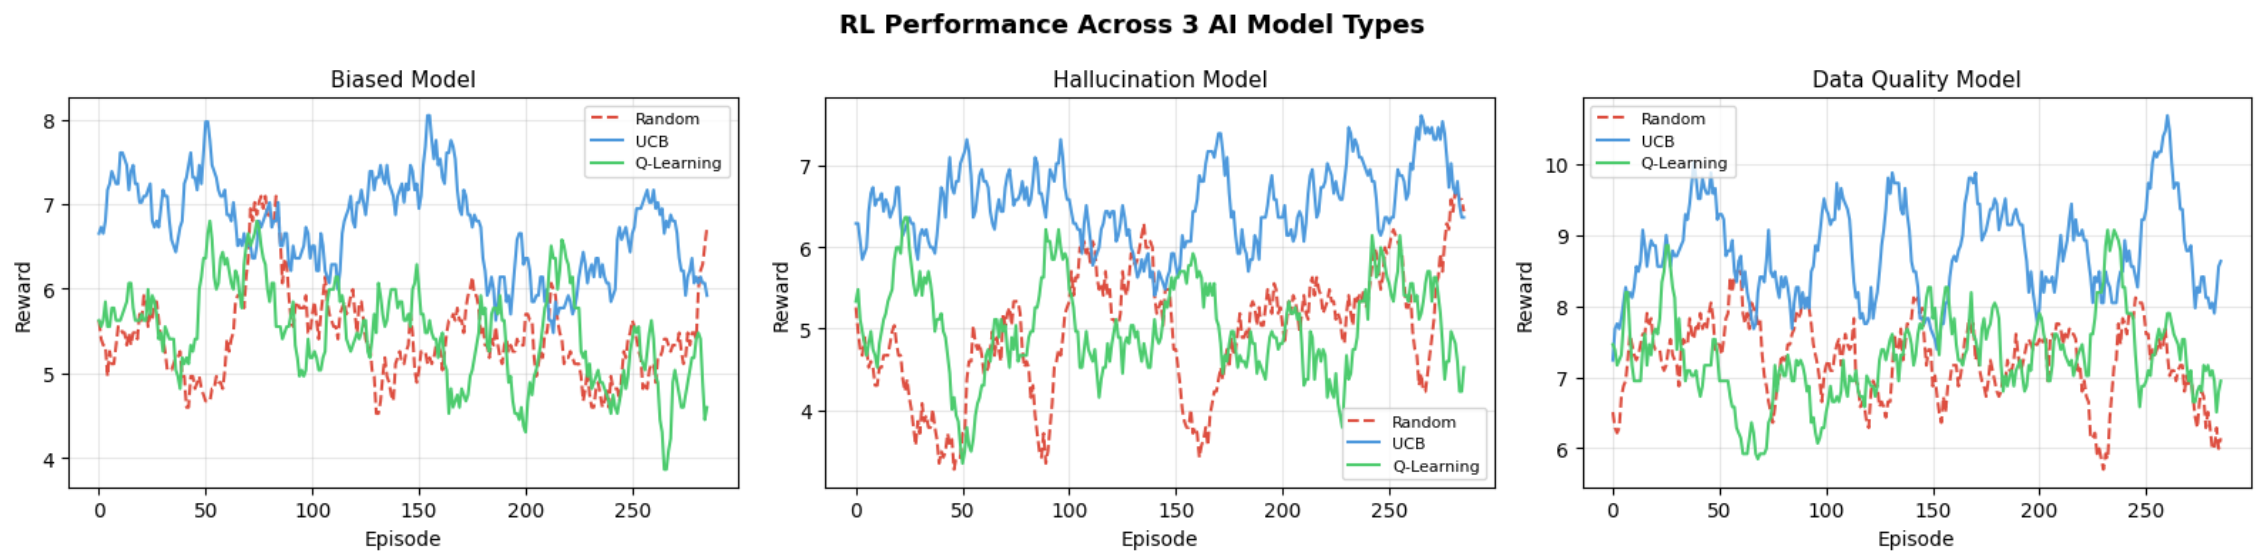 RL Performance Across 3 AI Model Types
Biased Model
8
7
6
5
4
Reward
0 50 100 150 200 250
Episode
Random
UCB
Q-Learning
Hallucination Model
7
6
5
4
Reward
0 50 100 150 200 250
Episode
Random
UCB
Q-Learning
Data Quality Model
10
9
8
7
6
Reward
0 50 100 150 200 250
Episode
Random
UCB
Q-Learning